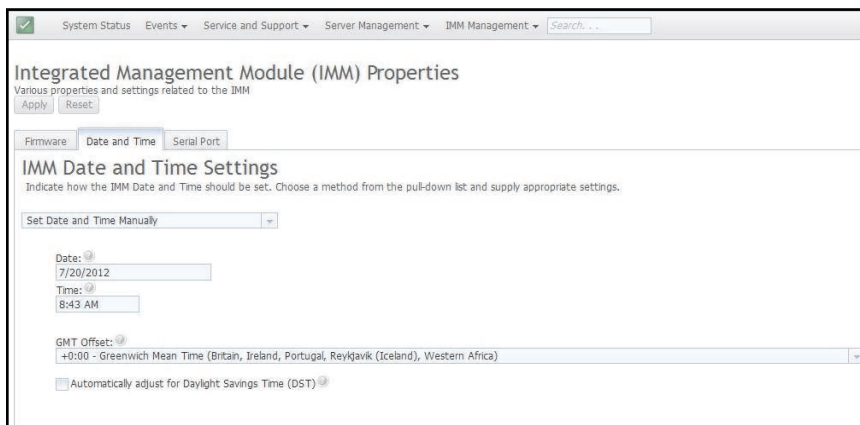 System Status Events Service and Support Server Management IMM Management Search. . .
Integrated Management Module (IMM) Properties
Various properties and settings related to the IMM
Apply Reset
Firmware Date and Time Serial Port
IMM Date and Time Settings
Indicate how the IMM Date and Time should be set. Choose a method from the pull-down list and supply appropriate settings.
Set Date and Time Manually
Date:
7/20/2012
Time:
8:43 AM
GMT Offset:
+0:00 - Greenwich Mean Time (Britain, Ireland, Portugal, Reykjavik (Iceland), Western Africa)
Automatically adjust for Daylight Savings Time (DST)